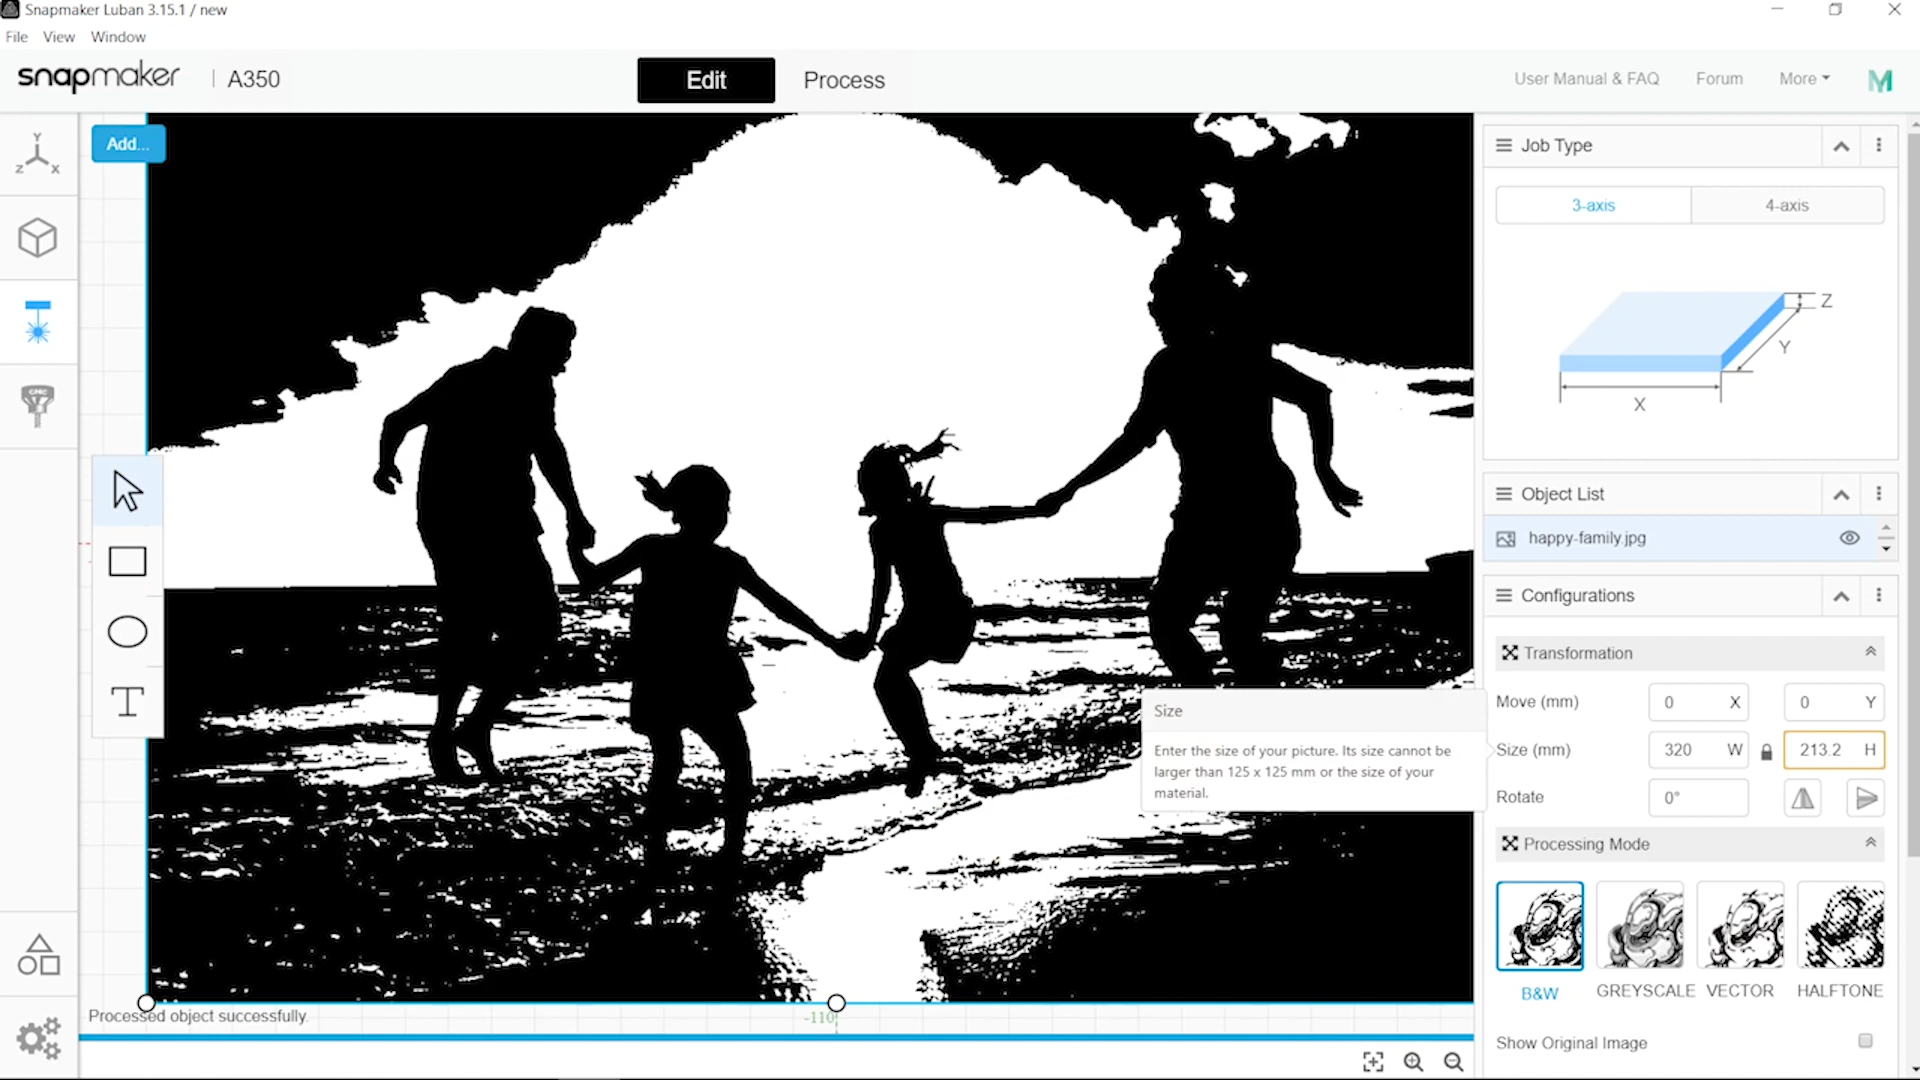 Snapmaker Luban 3.15.1 / new
File View Window
snapmaker | A350
Edit
Process
User Manual & FAQ
Forum
More
Y
Z X
Add...
Job Type
3-axis
4-axis
Z
Y
X
Object List
CNC
happy-family.jpg
Configurations
Transformation
T
Move (mm)
0 X
0 Y
Size
Enter the size of your picture. Its size cannot be
larger than 125 x 125 mm or the size of your
material.
Size (mm)
320 W
213.2 H
Rotate
0°
Processing Mode
B&W
GREYSCALE
VECTOR
HALFTONE
Processed object successfully.
-110
Show Original Image